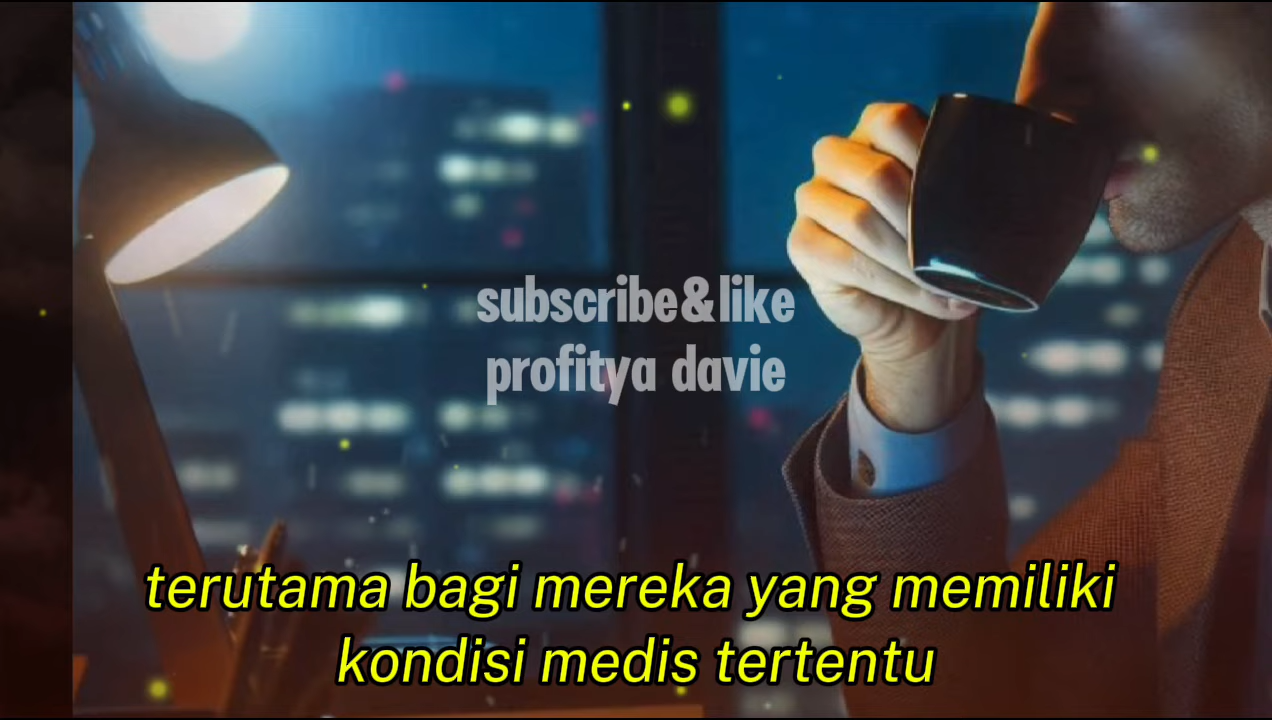 subscribe&like
profitya davie
terutama bagi mereka yang memiliki
kondisi medis tertentu